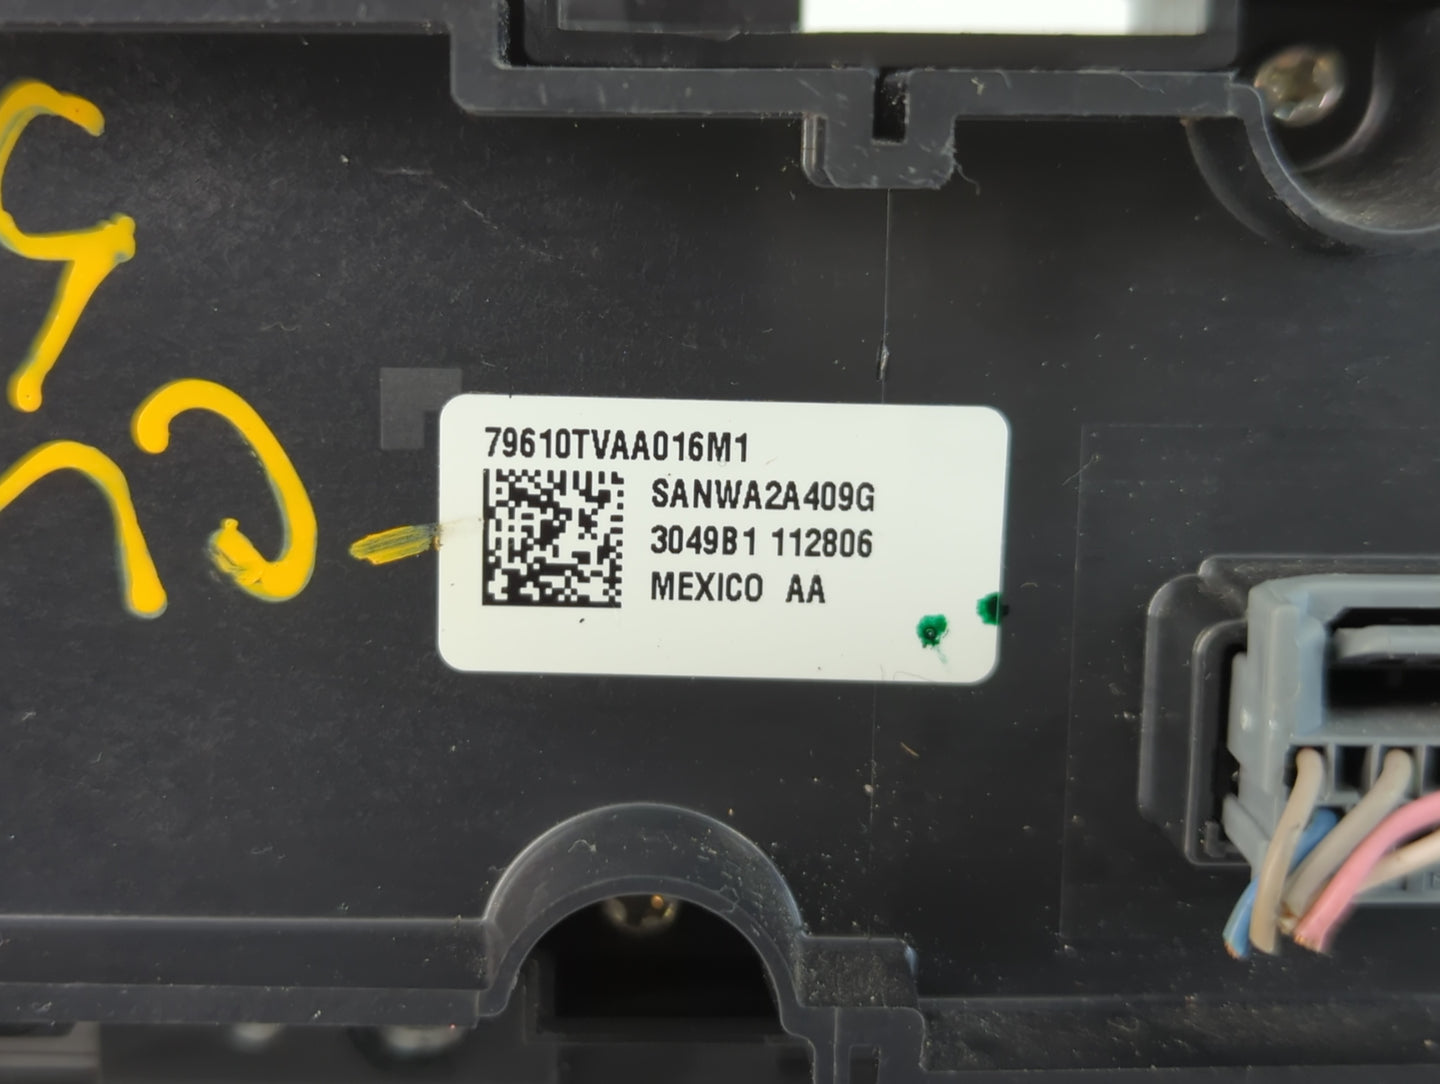 79610TVAA016M1
SANWA2A409G
3049B1 112806
MEXICO AA